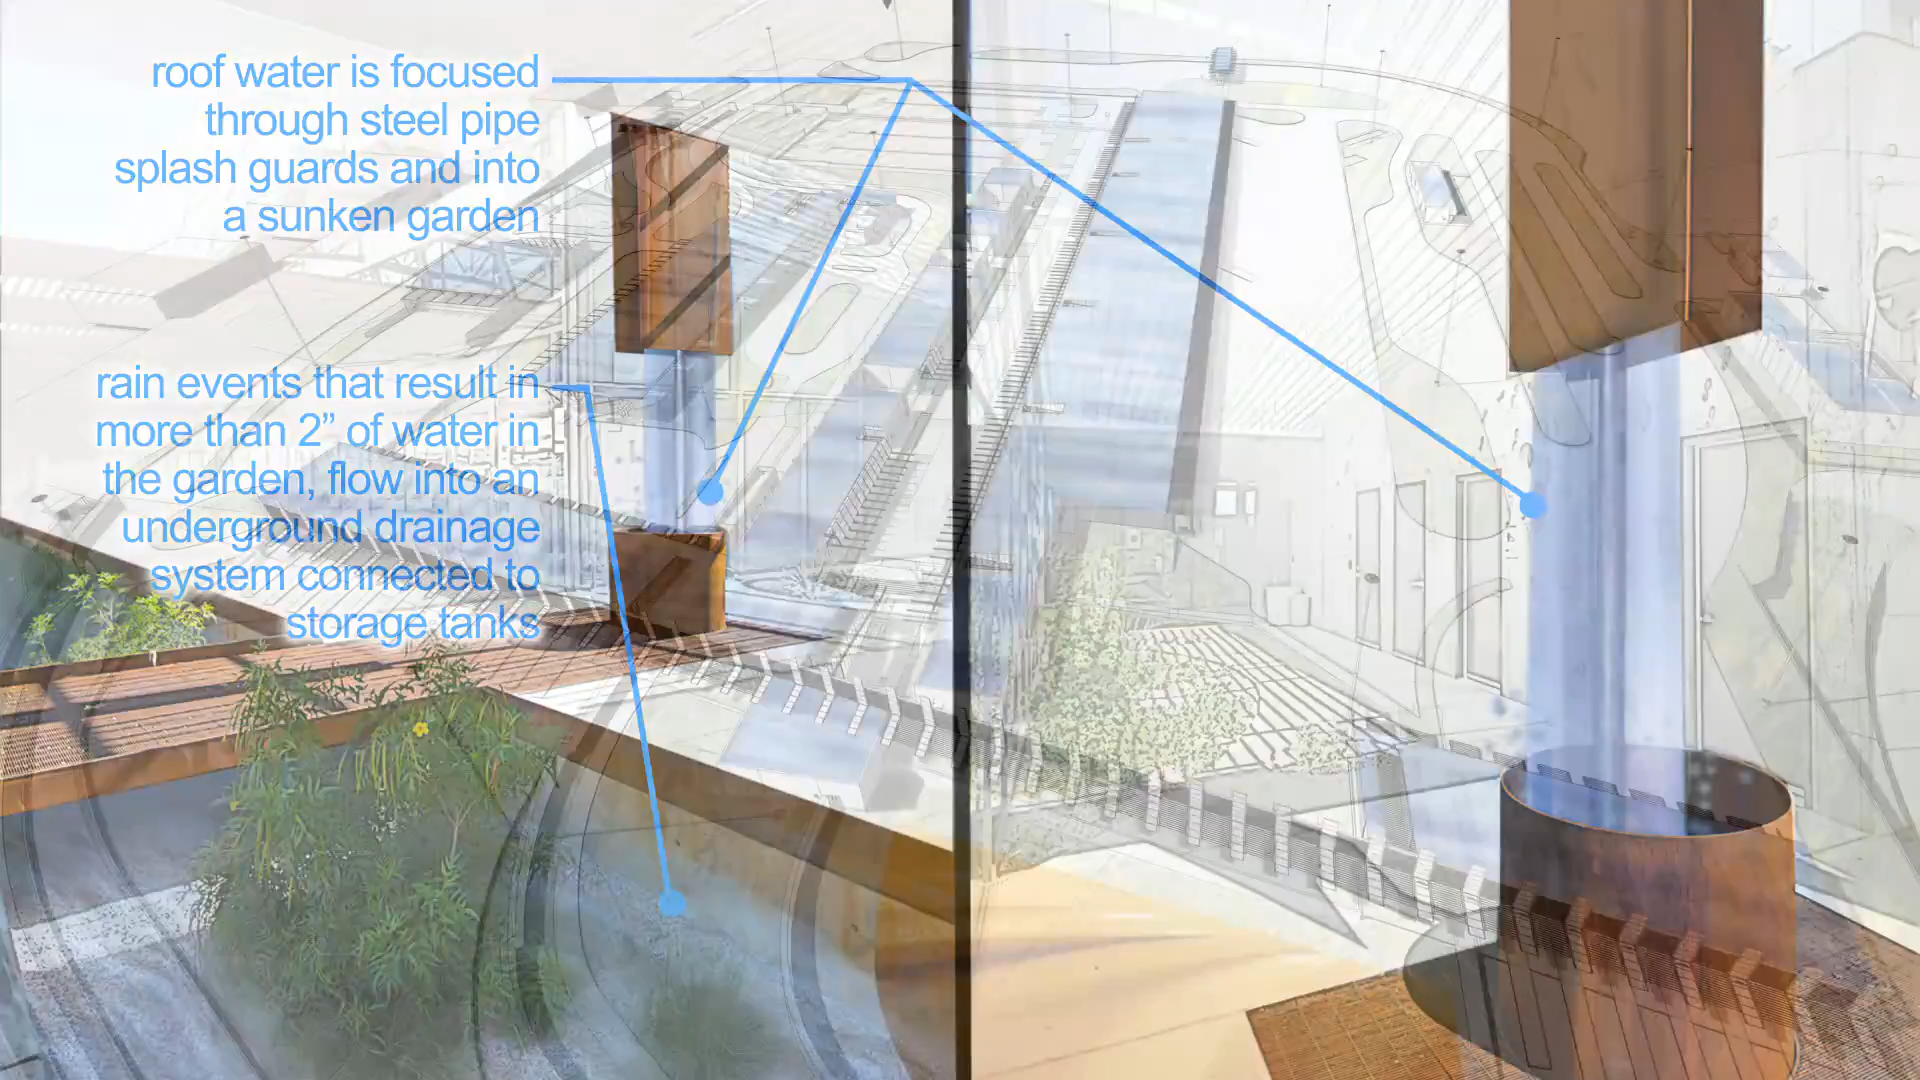 roof water is focused
through steel pipe
splash guards and into
a sunken garden
rain events that result in
more than 2” of water in
the garden, flow into an
underground drainage
system connected to
storage tanks